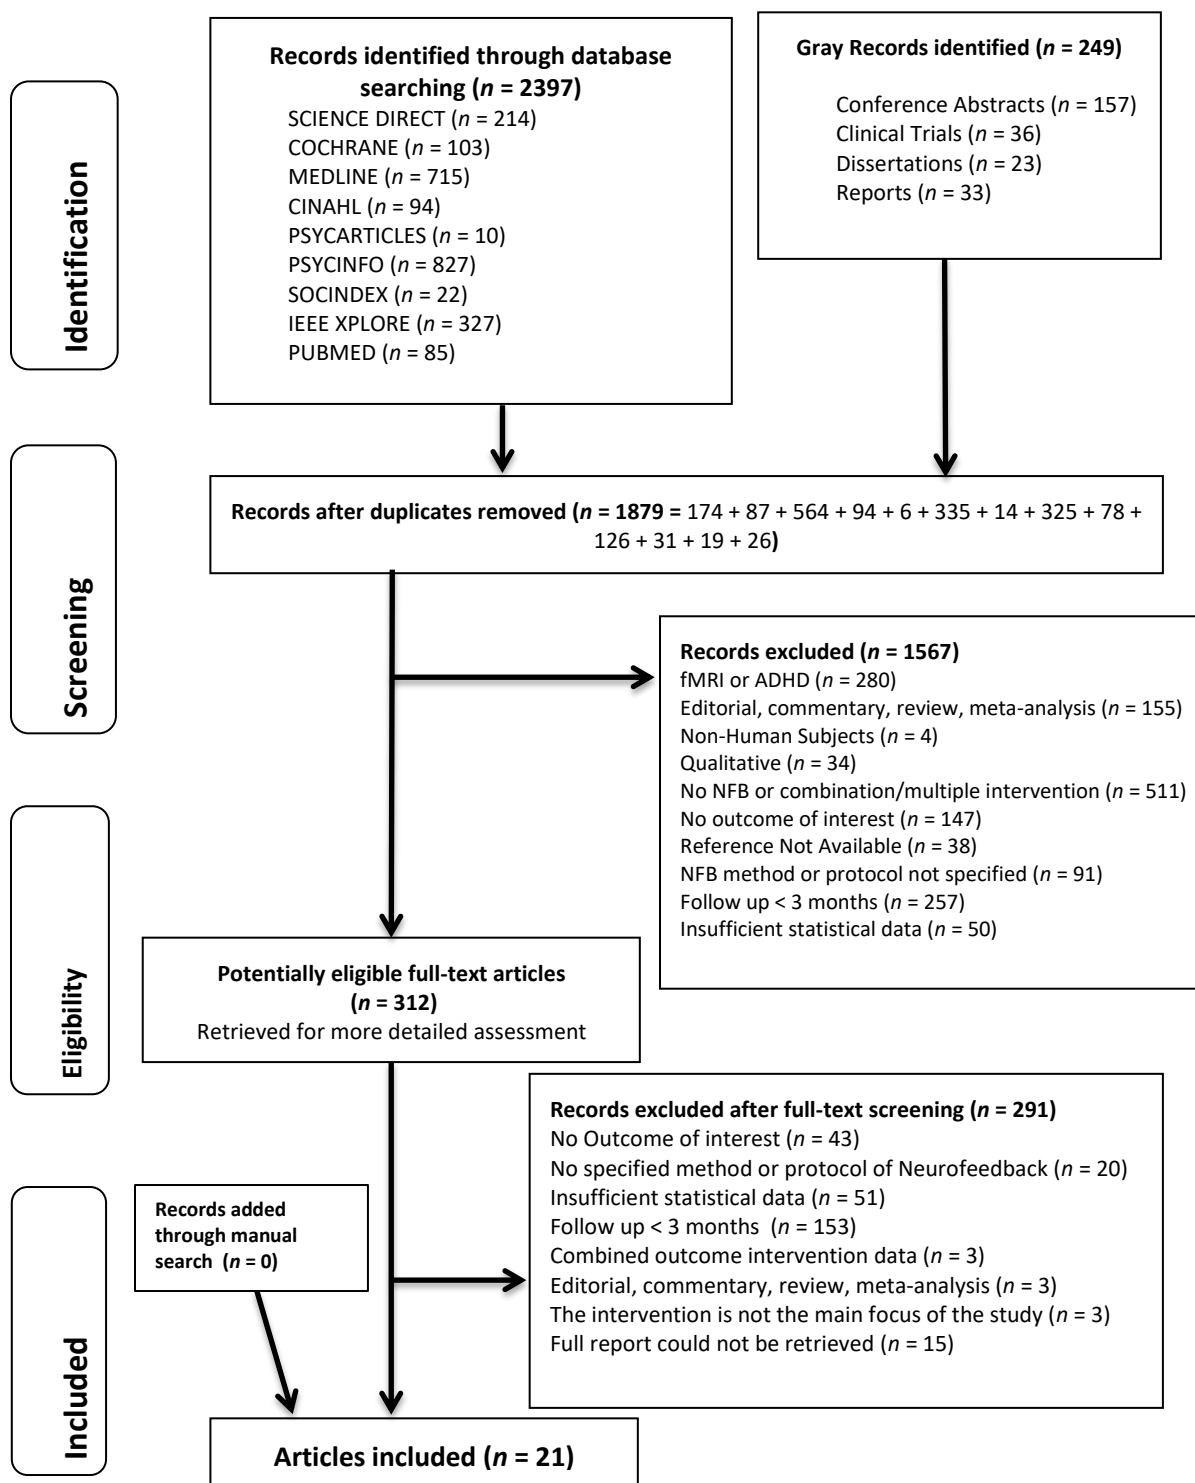 Identification
Records identified through database
searching (n = 2397)
SCIENCE DIRECT (n = 214)
COCHRANE (n = 103)
MEDLINE (n = 715)
CINAHL (n = 94)
PSYCARTICLES (n = 10)
PSYCINFO (n = 827)
SOCINDEX (n = 22)
IEEE XPLORE (n = 327)
PUBMED (n = 85)
Gray Records identified (n = 249)
Conference Abstracts (n = 157)
Clinical Trials (n = 36)
Dissertations (n = 23)
Reports (n = 33)
Screening
Records after duplicates removed (n = 1879 = 174 + 87 + 564 + 94 + 6 + 335 + 14 + 325 + 78 +
126 + 31 + 19 + 26)
Records excluded (n = 1567)
fMRI or ADHD (n = 280)
Editorial, commentary, review, meta-analysis (n = 155)
Non-Human Subjects (n = 4)
Qualitative (n = 34)
No NFB or combination/multiple intervention (n = 511)
No outcome of interest (n = 147)
Reference Not Available (n = 38)
NFB method or protocol not specified (n = 91)
Follow up < 3 months (n = 257)
Insufficient statistical data (n = 50)
Eligibility
Potentially eligible full-text articles
(n = 312)
Retrieved for more detailed assessment
Records excluded after full-text screening (n = 291)
No Outcome of interest (n = 43)
No specified method or protocol of Neurofeedback (n = 20)
Insufficient statistical data (n = 51)
Follow up < 3 months (n = 153)
Combined outcome intervention data (n = 3)
Editorial, commentary, review, meta-analysis (n = 3)
The intervention is not the main focus of the study (n = 3)
Full report could not be retrieved (n = 15)
Included
Records added
through manual
search (n = 0)
Articles included (n = 21)